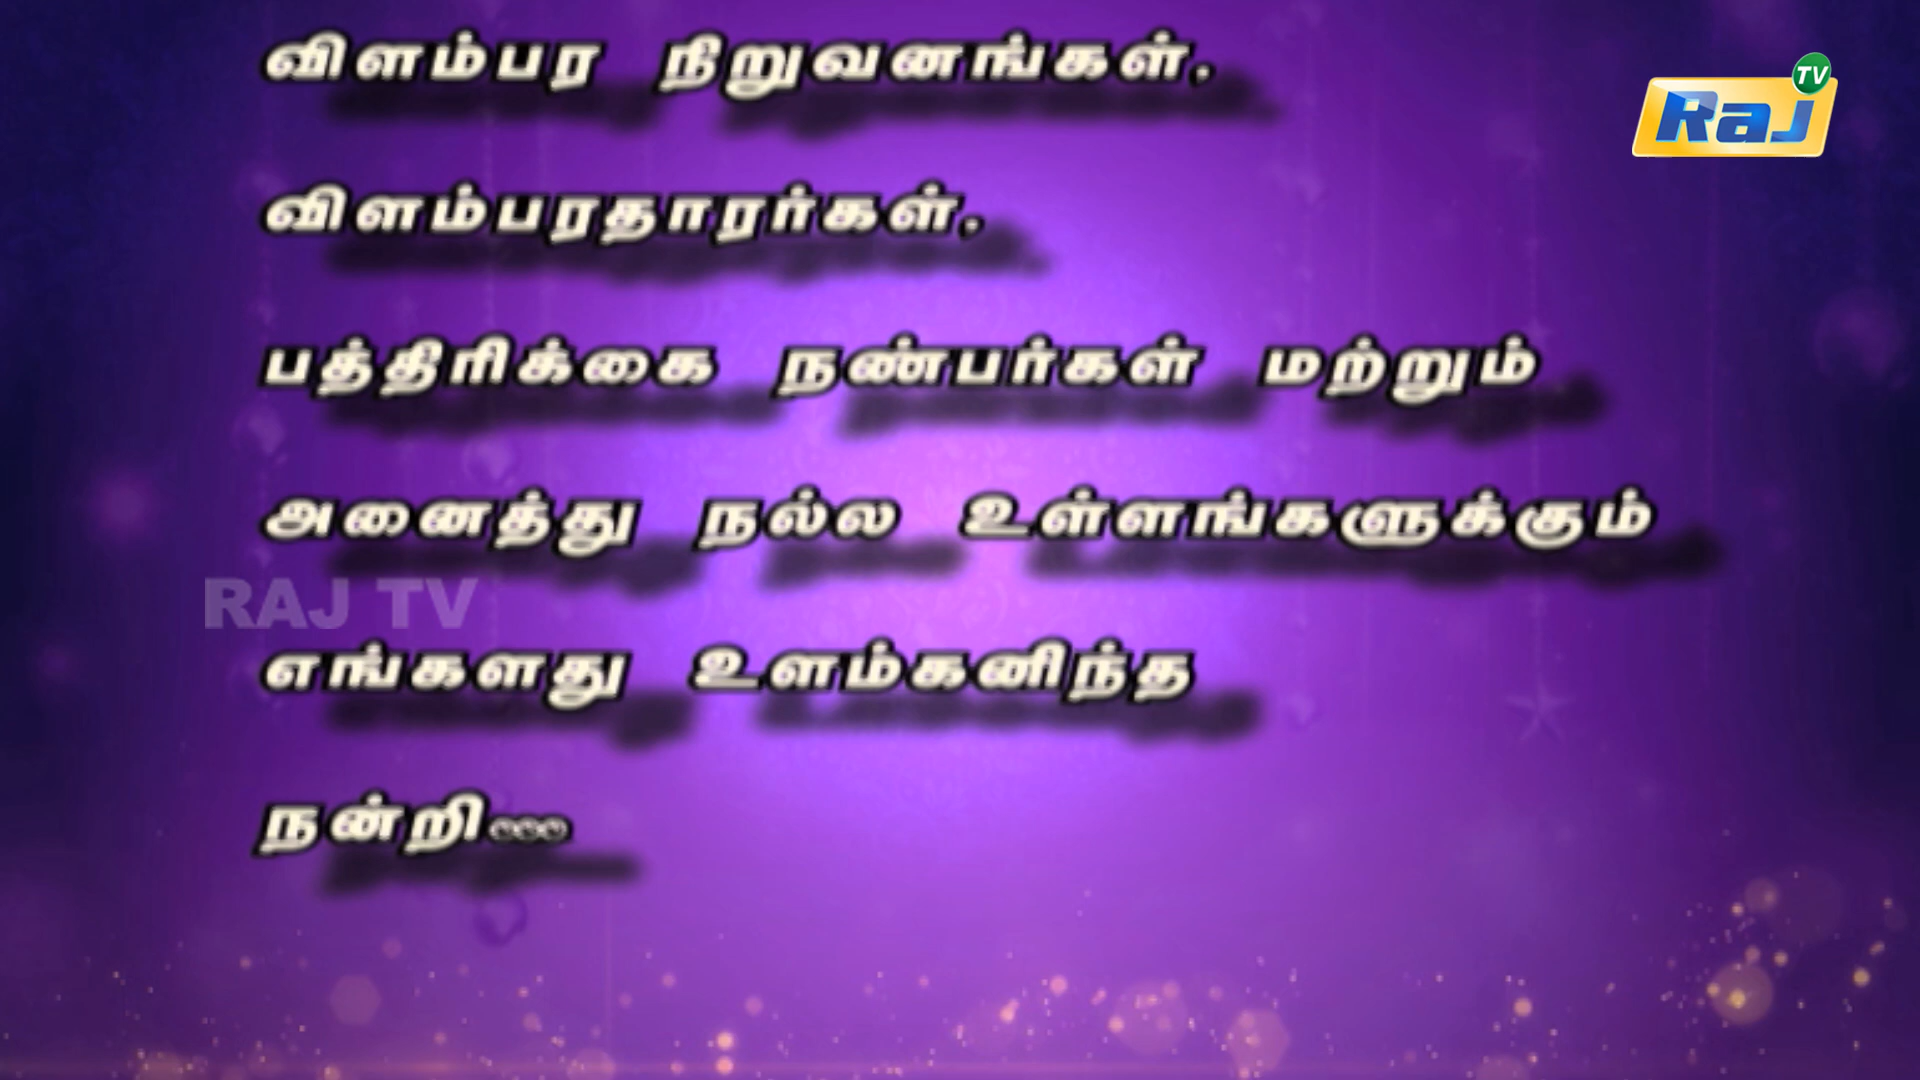 விளம்பர நிறுவனங்கள்.
TV
Raj
விளம்பரதாரர்கள்.
பத்திரிக்கை நண்பர்கள் மற்றும்
அனைத்து நல்ல உள்ளங்களுக்கும்
RAJ TV
எங்களது உளம்கனிந்த
நன்றி...